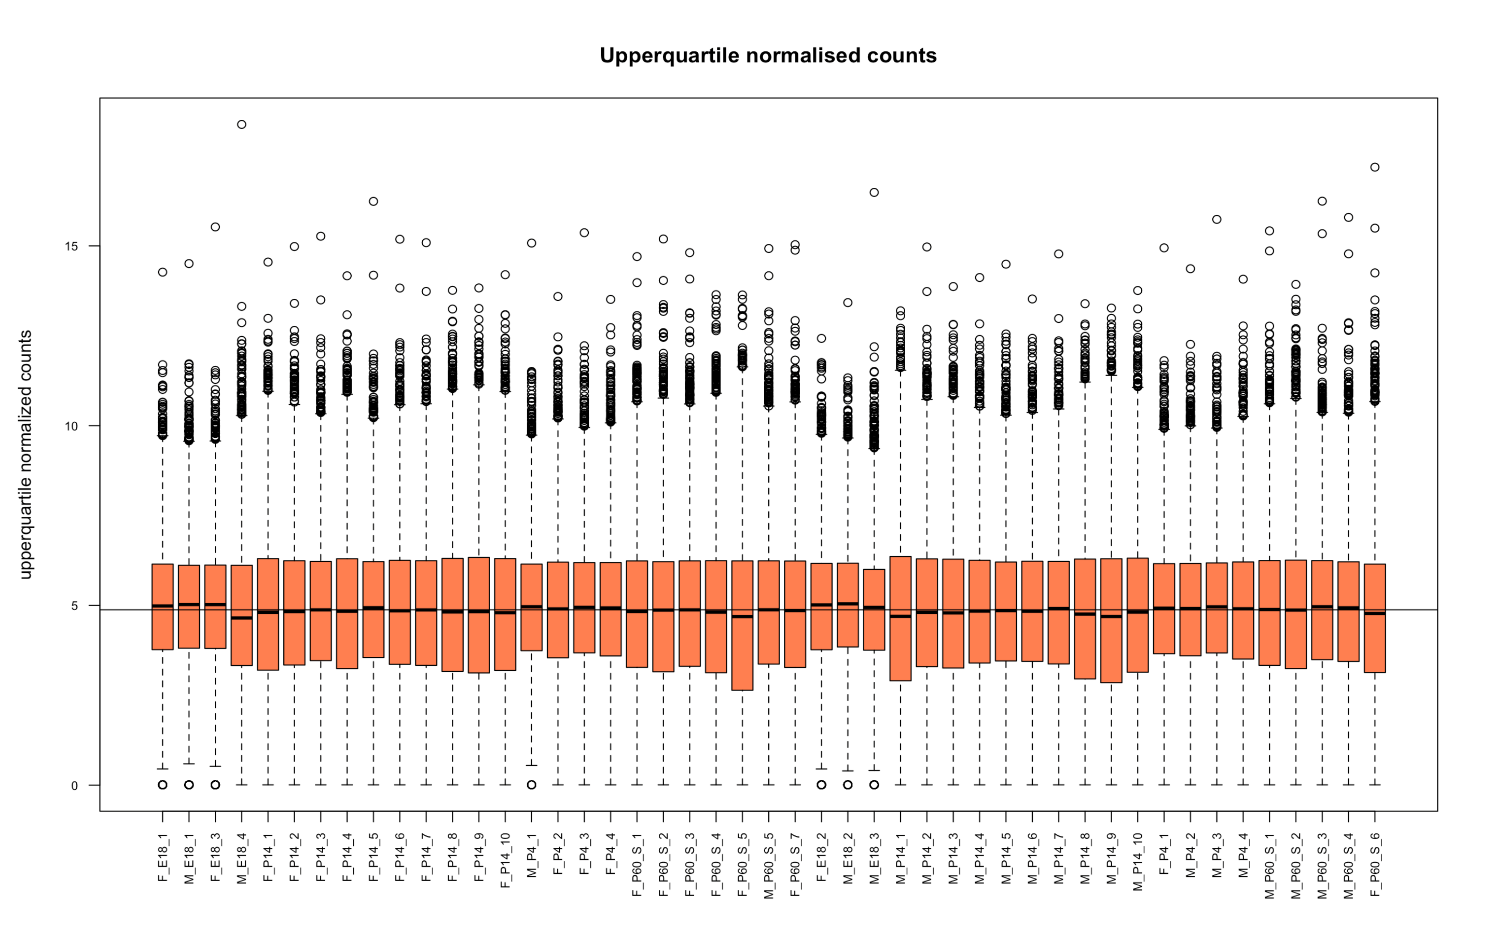 Upperquartile normalised counts
upperquartile normalized counts
15
10
5
0
F_E18_1
M_E18_1
F_E18_3
M_E18_4
F_P14_1
F_P14_2
F_P14_3
F_P14_4
F_P14_5
F_P14_6
F_P14_7
F_P14_8
F_P14_9
F_P14_10
M_P4_1
F_P4_2
F_P4_3
F_P4_4
F_P60_S_1
F_P60_S_2
F_P60_S_3
F_P60_S_4
F_P60_S_5
M_P60_S_5
F_P60_S_7
F_E18_2
M_E18_2
M_E18_3
M_P14_1
M_P14_2
M_P14_3
M_P14_4
M_P14_5
M_P14_6
M_P14_7
M_P14_8
M_P14_9
M_P14_10
F_P4_1
M_P4_2
M_P4_3
M_P4_4
M_P60_S_1
M_P60_S_2
M_P60_S_3
M_P60_S_4
F_P60_S_6